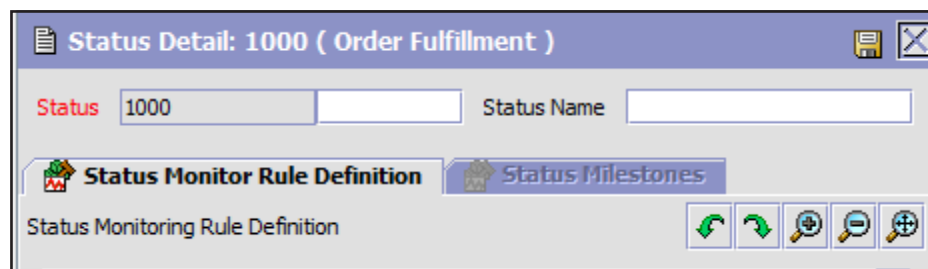 Status Detail: 1000 ( Order Fulfillment )
Status 1000 Status Name
Status Monitor Rule Definition Status Milestones
Status Monitoring Rule Definition